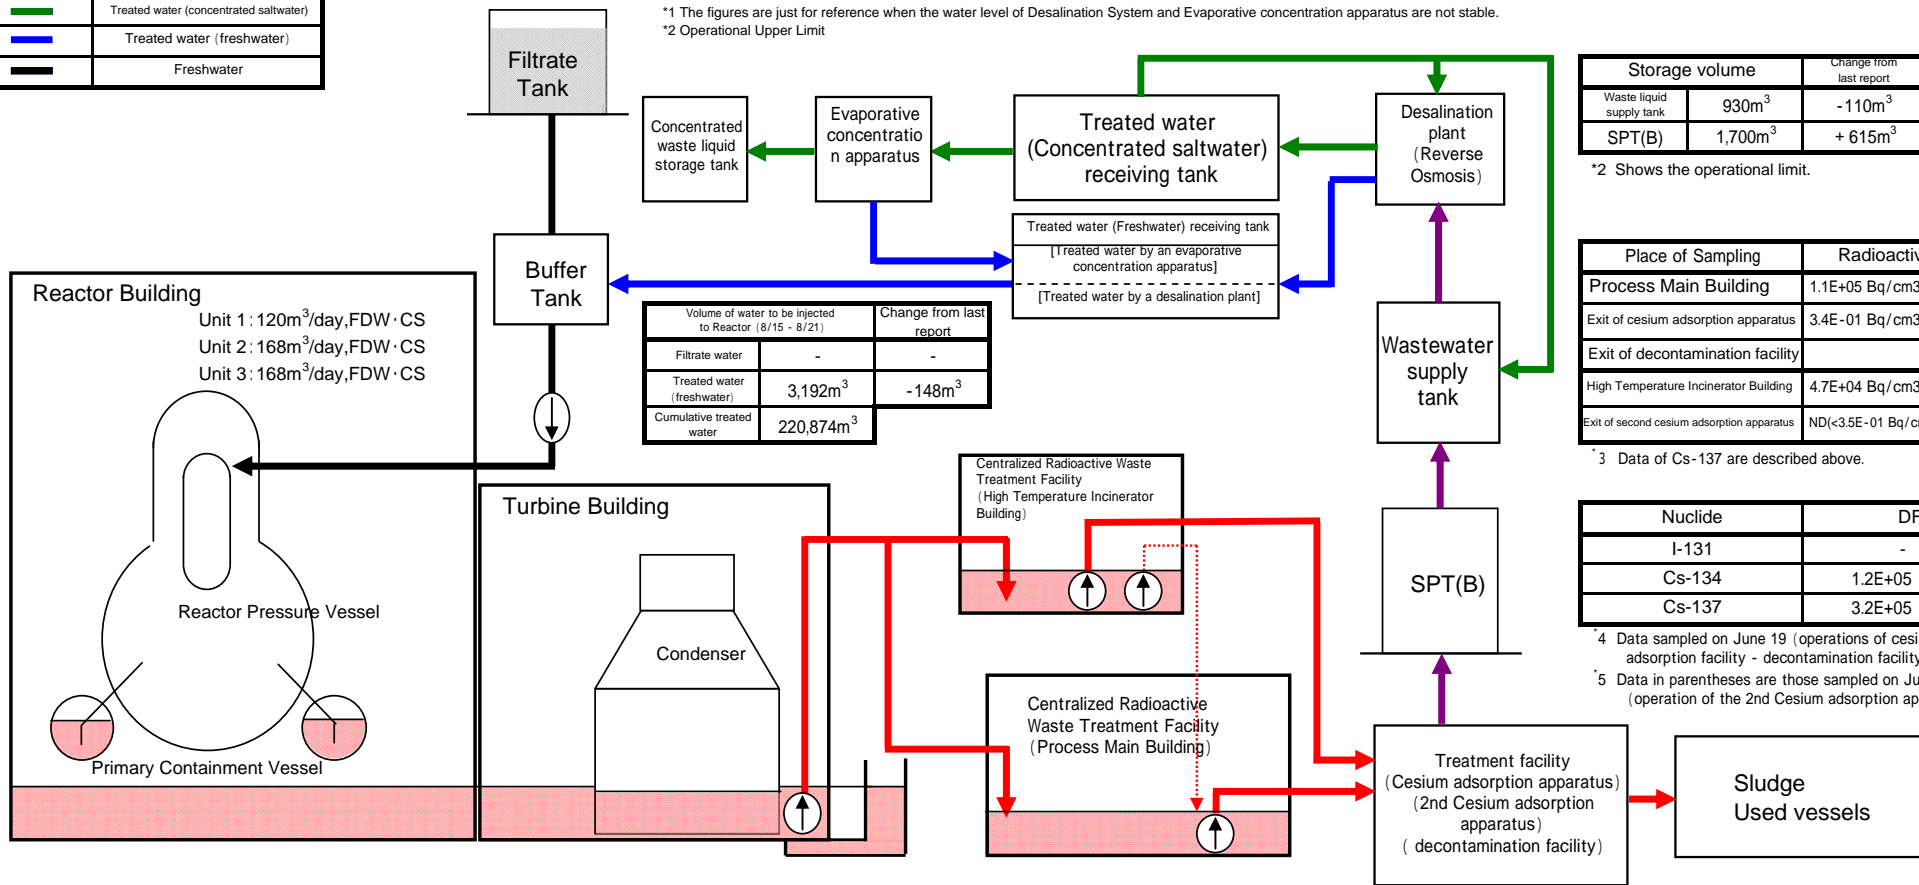 Treated water (concentrated saltwater)
Treated water (freshwater)
Freshwater
*1 The figures are just for reference when the water level of Desalination System and Evaporative concentration apparatus are not stable.
*2 Operational Upper Limit
Filtrate
Tank
Concentrated
waste liquid
storage tank
Evaporative
concentratio
n apparatus
Treated water
(Concentrated saltwater)
receiving tank
Desalination
plant
(Reverse
Osmosis)
Storage volume Change from
last report
Waste liquid
supply tank 930m³ -110m³
SPT(B) 1,700m³ + 615m³
*2 Shows the operational limit.
Treated water (Freshwater) receiving tank
[Treated water by an evaporative
concentration apparatus]
[Treated water by a desalination plant]
Buffer
Tank
Place of Sampling
Process Main Building 1.1E+05 Bq/cm3
Exit of cesium adsorption apparatus 3.4E-01 Bq/cm3
Exit of decontamination facility
High Temperature Incinerator Building 4.7E+04 Bq/cm3
Exit of second cesium adsorption apparatus ND(<3.5E-01
*3 Data of Cs-137 are described above.
Reactor Building
Unit 1:120m³/day,FDW･CS
Unit 2:168m³/day,FDW･CS
Unit 3:168m³/day,FDW･CS
Volume of water to be injected
to Reactor (8/15 - 8/21) Change from last
report
Filtrate water - -
Treated water
(freshwater) 3,192m³ -148m³
Cumulative treated
water 220,874m³
Wastewater
supply
tank
Centralized Radioactive Waste
Treatment Facility
(High Temperature Incinerator
Building)
Turbine Building
Nuclide
I-131 -
Cs-134 1.2E+05
Cs-137 3.2E+05
*4 Data sampled on June 19 (operations of
adsorption facility - decontamination facility
*5 Data in parentheses are those sampled on
(operation of the 2nd Cesium adsorption
SPT(B)
Reactor Pressure Vessel
Condenser
Primary Containment Vessel
Centralized Radioactive
Waste Treatment Facility
(Process Main Building)
Treatment facility
(Cesium adsorption apparatus)
(2nd Cesium adsorption
apparatus)
( decontamination facility)
Sludge
Used vessels